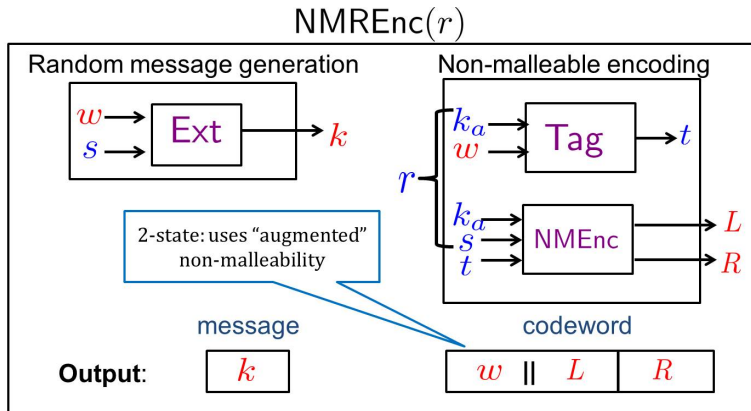 NMREnc(r)
Random message generation
w
s
Ext
k
Non-malleable encoding
r
k_a
w
Tag
t
k_a
s
t
NMEnc
L
R
2-state: uses “augmented”
non-malleability
message
codeword
Output:
k
w || L
R